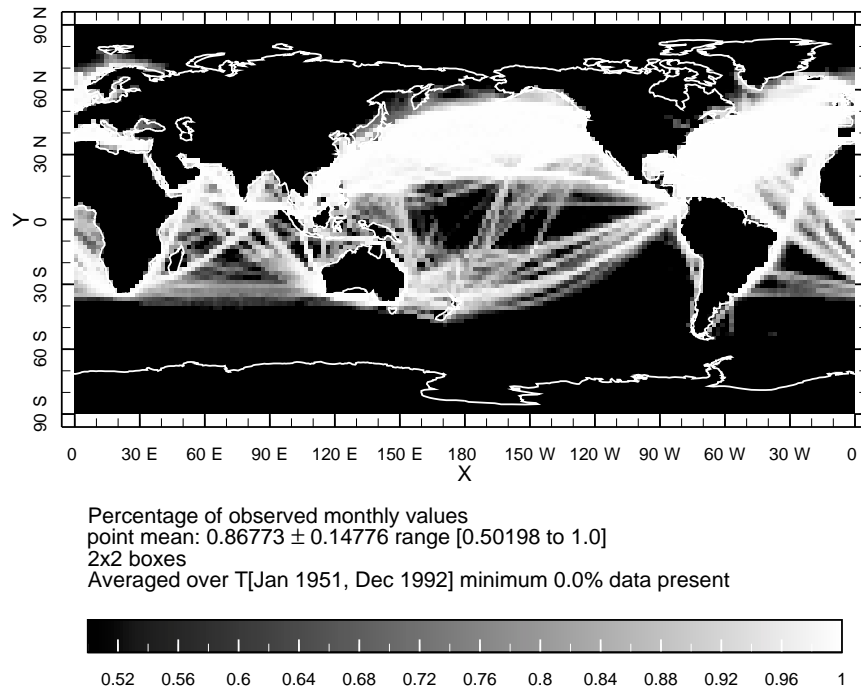 90 N
60 N
30 N
0
30 S
60 S
90 S
Y
0 30 E 60 E 90 E 120 E 150 E 180 150 W 120 W 90 W 60 W 30 W 0
X
Percentage of observed monthly values
point mean: 0.86773 ± 0.14776 range [0.50198 to 1.0]
2x2 boxes
Averaged over T[Jan 1951, Dec 1992] minimum 0.0% data present
0.52 0.56 0.6 0.64 0.68 0.72 0.76 0.8 0.84 0.88 0.92 0.96 1